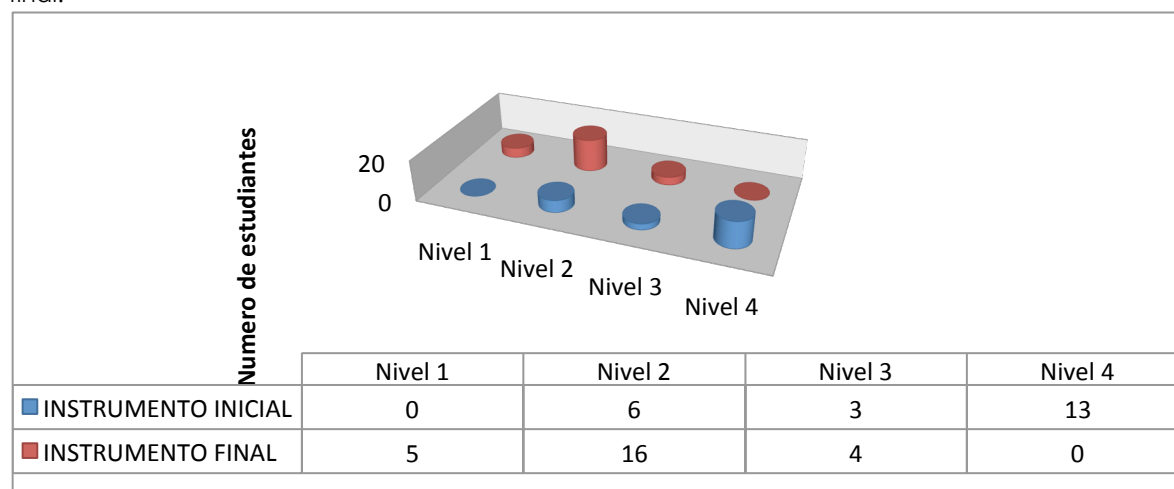 final.
Numero de estudiantes
20
0
Nivel 1
Nivel 2
Nivel 3
Nivel 4
Nivel 1 Nivel 2 Nivel 3 Nivel 4
INSTRUMENTO INICIAL 0 6 3 13
INSTRUMENTO FINAL 5 16 4 0